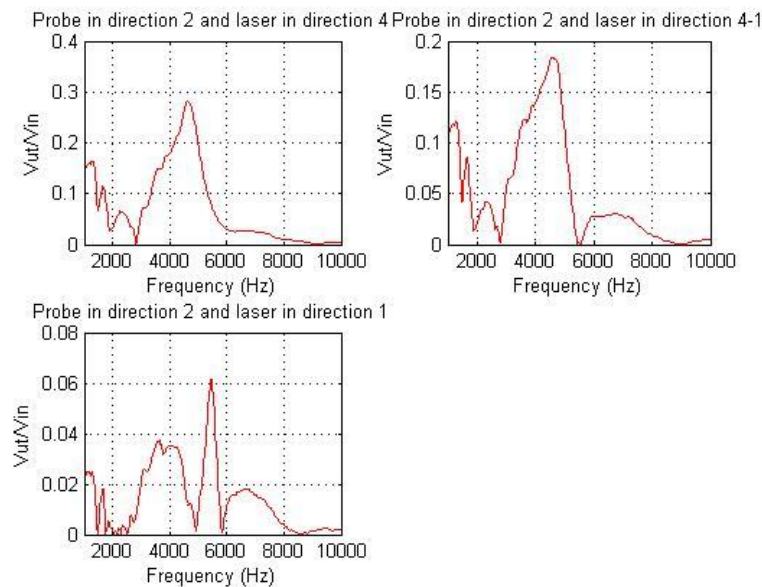 Probe in direction 2 and laser in direction 4
0.4
0.3
0.2
0.1
0
Vut/Vin
2000 4000 6000 8000 10000
Frequency (Hz)
Probe in direction 2 and laser in direction 4-1
0.2
0.15
0.1
0.05
0
Vut/Vin
2000 4000 6000 8000 10000
Frequency (Hz)
Probe in direction 2 and laser in direction 1
0.08
0.06
0.04
0.02
0
Vut/Vin
2000 4000 6000 8000 10000
Frequency (Hz)